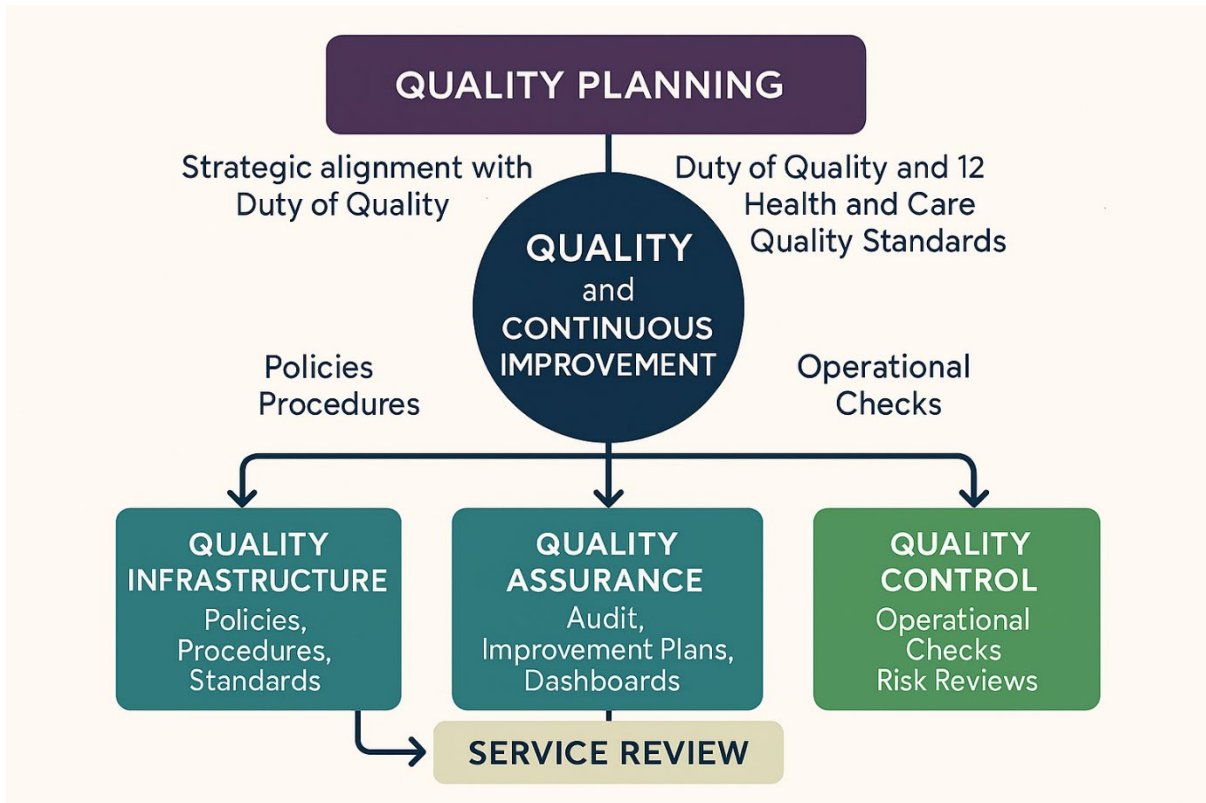 QUALITY PLANNING
Strategic alignment with
Duty of Quality
Duty of Quality and 12
Health and Care
Quality Standards
QUALITY
and
CONTINUOUS
IMPROVEMENT
Policies
Procedures
Operational
Checks
QUALITY
INFRASTRUCTURE
Policies,
Procedures,
Standards
QUALITY
ASSURANCE
Audit,
Improvement Plans,
Dashboards
QUALITY
CONTROL
Operational
Checks
Risk Reviews
SERVICE REVIEW